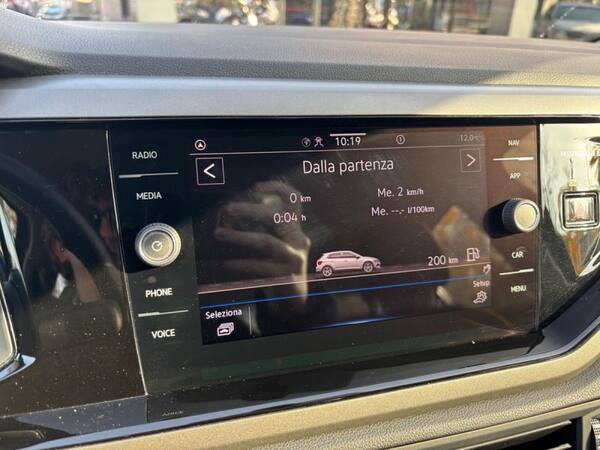 RADIO
MEDIA
PHONE
VOICE
10:19
12.0
Dalla partenza
0 km
Me. 2 km/h
0:04 h
Me. --,- l/100km
200 km
Setup
Seleziona
NAV
APP
CAR
MENU